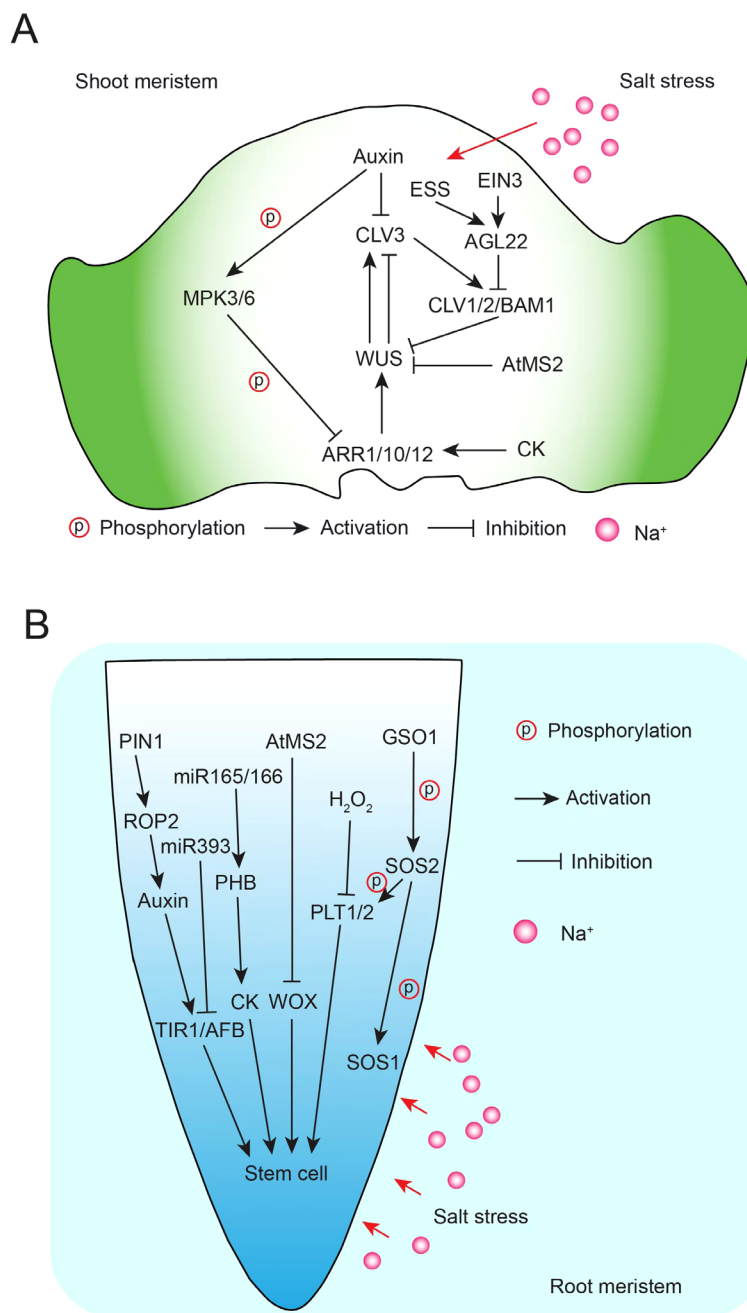 A
Shoot meristem
Salt stress
Auxin
ESS
EIN3
p
CLV3
AGL22
MPK3/6
CLV1/2/BAM1
WUS
AtMS2
p
ARR1/10/12
CK
p Phosphorylation
Activation
Inhibition
Na⁺
B
PIN1
AtMS2
GSO1
p Phosphorylation
miR165/166
H₂O₂
p
Activation
ROP2
miR393
SOS2
Inhibition
PHB
p
Auxin
PLT1/2
Na⁺
p
CK
WOX
TIR1/AFB
SOS1
Stem cell
Salt stress
Root meristem